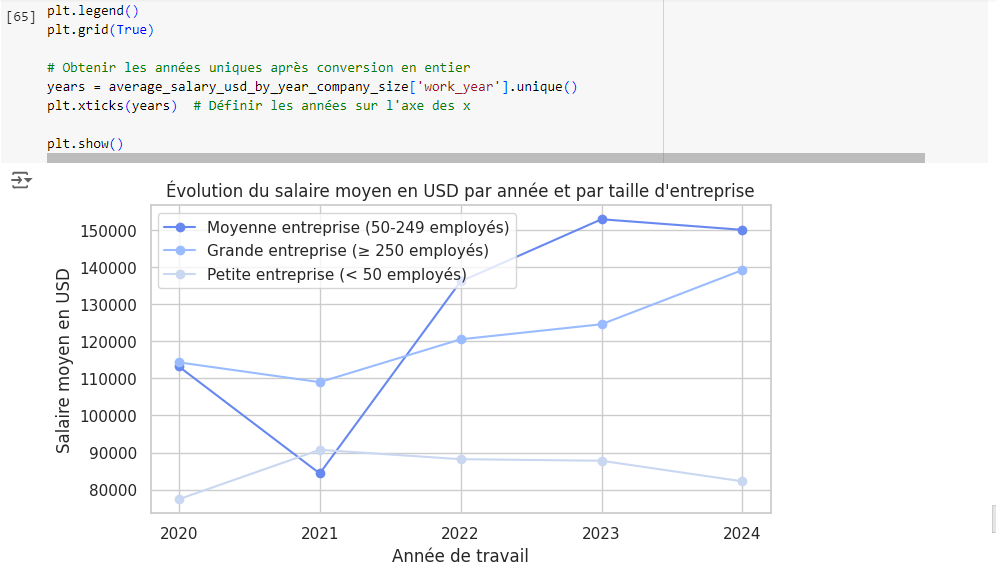 [65]
plt.legend()
plt.grid(True)
# Obtenir les années uniques après conversion en entier
years = average_salary_usd_by_year_company_size['work_year'].unique()
plt.xticks(years)  # Définir les années sur l'axe des x
plt.show()
Évolution du salaire moyen en USD par année et par taille d'entreprise
Moyenne entreprise (50-249 employés)
Grande entreprise (≥ 250 employés)
Petite entreprise (< 50 employés)
Salaire moyen en USD
150000
140000
130000
120000
110000
100000
90000
80000
2020 2021 2022 2023 2024
Année de travail